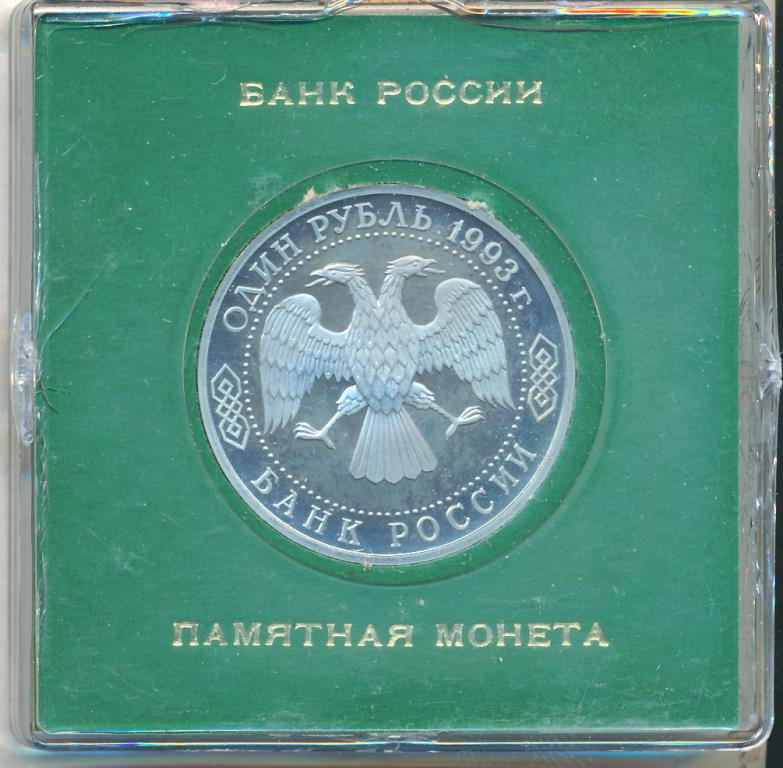 БАНК РОССИИ
ОДИН РУБЛЬ 1993 г.
БАНК РОССИИ
ПАМЯТНАЯ МОНЕТА